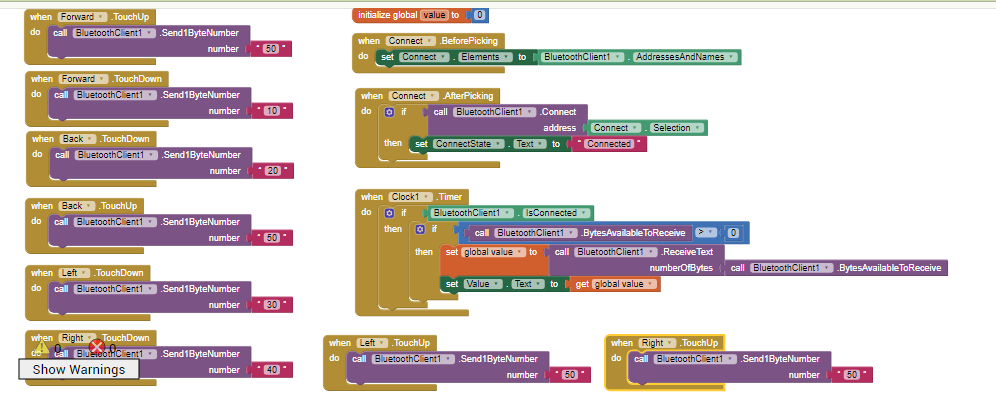 when Forward .TouchUp
do call BluetoothClient1 .Send1ByteNumber
number " 50 "
when Forward .TouchDown
do call BluetoothClient1 .Send1ByteNumber
number " 10 "
when Back .TouchDown
do call BluetoothClient1 .Send1ByteNumber
number " 20 "
when Back .TouchUp
do call BluetoothClient1 .Send1ByteNumber
number " 50 "
when Left .TouchDown
do call BluetoothClient1 .Send1ByteNumber
number " 30 "
when Right .TouchDown
do call BluetoothClient1 .Send1ByteNumber
number " 40 "
0 0
Show Warnings
initialize global value to 0
when Connect .BeforePicking
do set Connect . Elements to BluetoothClient1 . AddressesAndNames
when Connect .AfterPicking
do if call BluetoothClient1 .Connect
address Connect . Selection
then set ConnectState . Text to " Connected "
when Clock1 .Timer
do if BluetoothClient1 . IsConnected
then if call BluetoothClient1 .BytesAvailableToReceive > 0
then set global value to call BluetoothClient1 .ReceiveText
numberOfBytes call BluetoothClient1 .BytesAvailableToReceive
set Value . Text to get global value
when Left .TouchUp
do call BluetoothClient1 .Send1ByteNumber
number " 50 "
when Right .TouchUp
do call BluetoothClient1 .Send1ByteNumber
number " 50 "